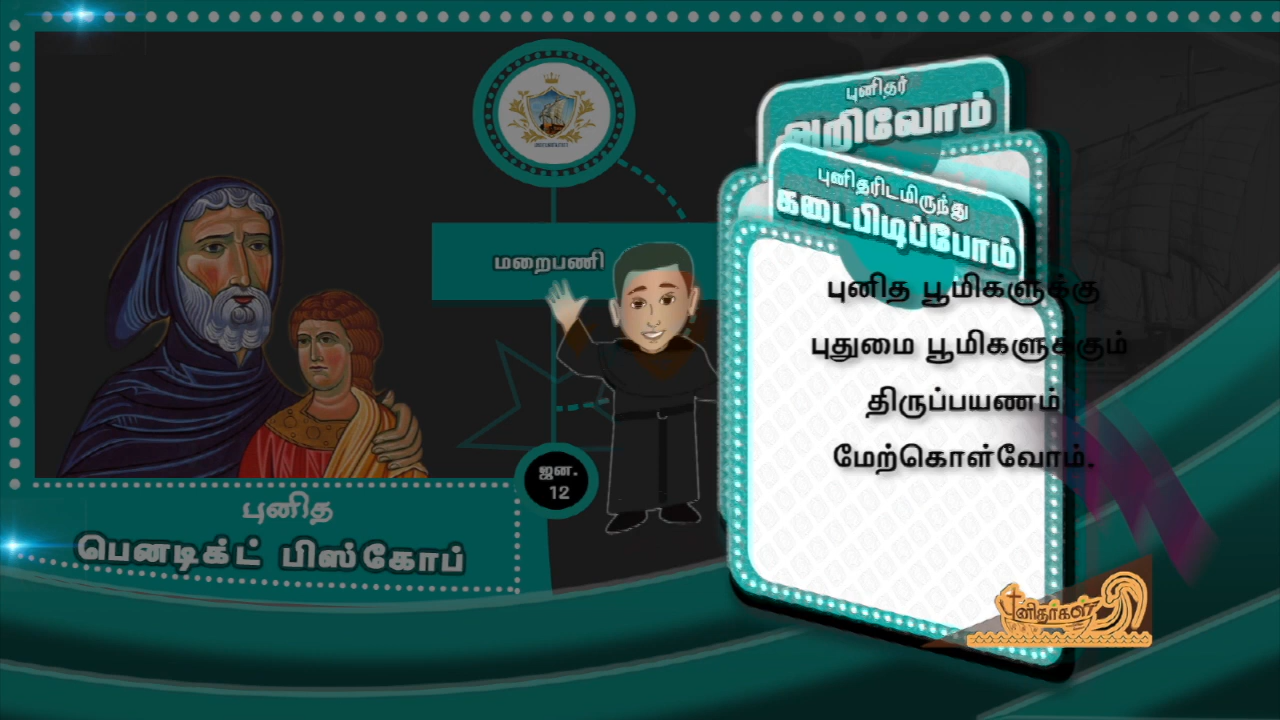 புனிதர்
அறிவோம்
புனிதரிடமிருந்து
கடைபிடிப்போம்
மறைபணி
புனித பூமிகளுக்கு
புதுமை பூமிகளுக்கும்
திருப்பயணம்
மேற்கொள்வோம்.
ஜன.
12
புனித
பெனடிக்ட் பிஸ்கோப்
புனிதர்கள்